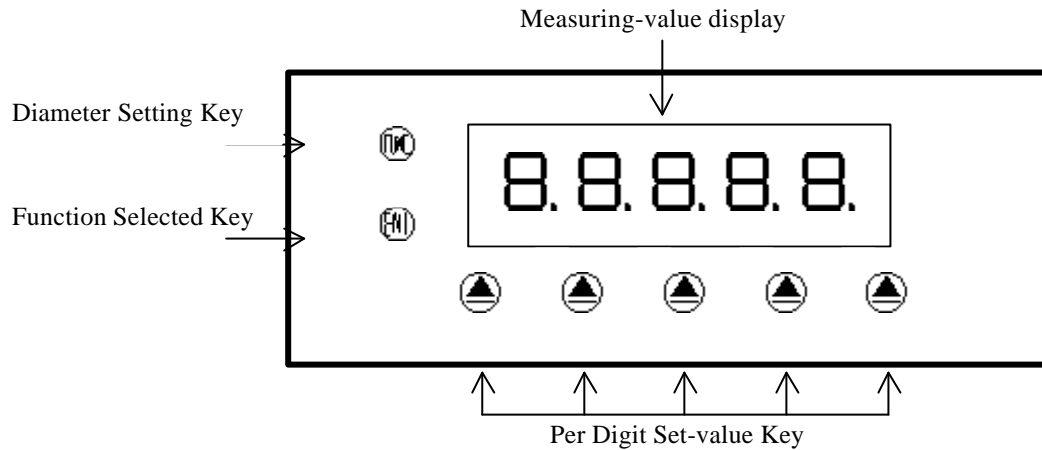 Measuring-value display
Diameter Setting Key
8.8.8.8.8.
Function Selected Key
ENT
Per Digit Set-value Key